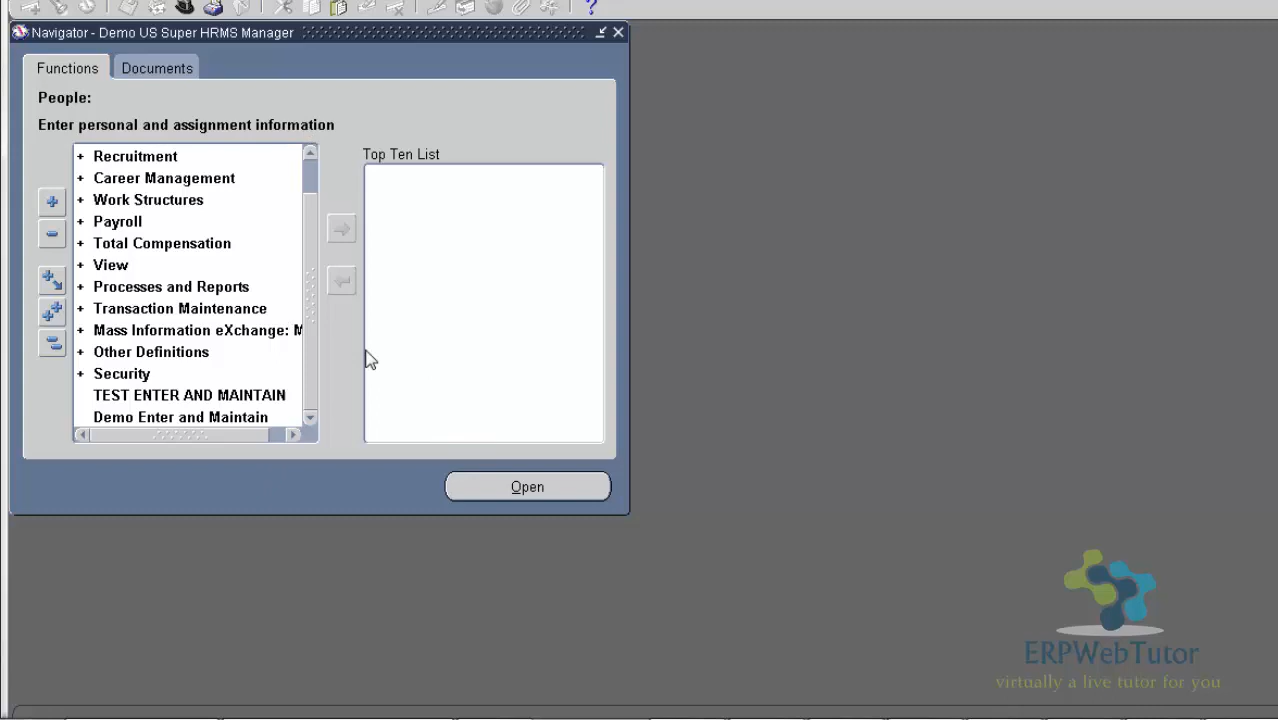 Navigator - Demo US Super HRMS Manager
Functions
Documents
People:
Enter personal and assignment information
+ Recruitment
+ Career Management
+ Work Structures
+ Payroll
+ Total Compensation
+ View
+ Processes and Reports
+ Transaction Maintenance
+ Mass Information eXchange: M
+ Other Definitions
+ Security
TEST ENTER AND MAINTAIN
Demo Enter and Maintain
Top Ten List
Open
ERPWebTutor
virtually a live tutor for you